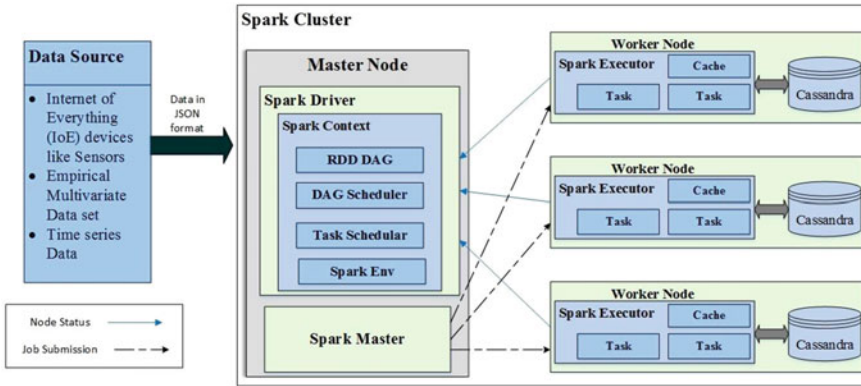 Spark Cluster
Data Source
• Internet of
Everything
(IoE) devices
like Sensors
• Empirical
Multivariate
Data set
• Time series
Data
Data in
JSON
format
Master Node
Spark Driver
Spark Context
RDD DAG
DAG Scheduler
Task Schedular
Spark Env
Spark Master
Worker Node
Spark Executor
Cache
Task
Task
Cassandra
Worker Node
Spark Executor
Cache
Task
Task
Cassandra
Worker Node
Spark Executor
Cache
Task
Task
Cassandra
Node Status
Job Submission